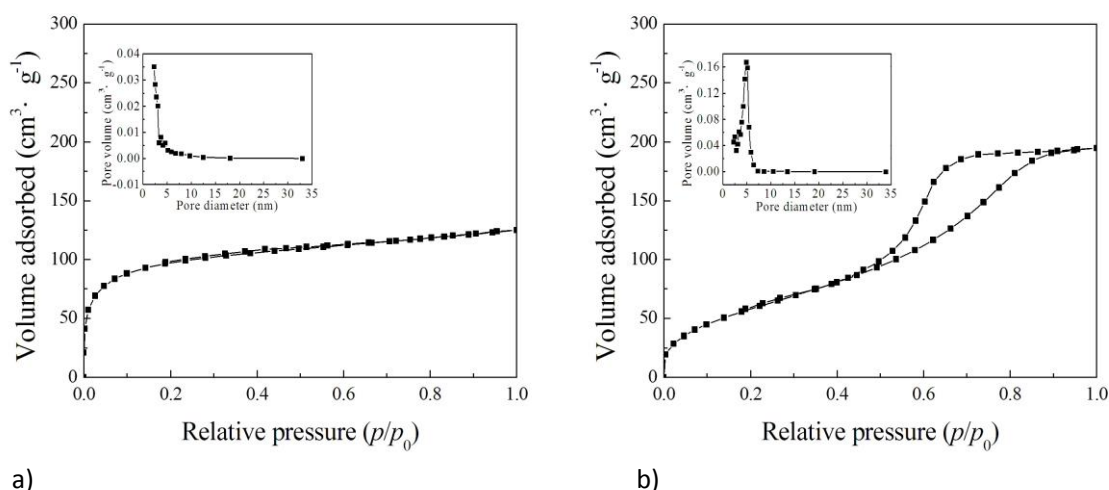 300
250
200
150
100
50
0
Volume adsorbed (cm³· g⁻¹)
0.04
0.03
0.02
0.01
0.00
-0.01
Pore volume (cm³· g⁻¹)
0 5 10 15 20 25 30 35
Pore diameter (nm)
0.0 0.2 0.4 0.6 0.8 1.0
Relative pressure (p/p₀)
a)
300
250
200
150
100
50
0
Volume adsorbed (cm³· g⁻¹)
0.16
0.12
0.08
0.04
0.00
Pore volume (cm³· g⁻¹)
0 5 10 15 20 25 30 35
Pore diameter (nm)
0.0 0.2 0.4 0.6 0.8 1.0
Relative pressure (p/p₀)
b)